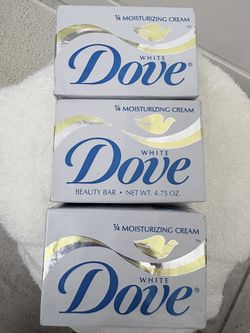 ¼ MOISTURIZING CREAM
WHITE
Dove®
¼ MOISTURIZING CREAM
WHITE
Dove
BEAUTY BAR • NET WT. 4.75 OZ.
¼ MOISTURIZING CREAM
WHITE
Dove®